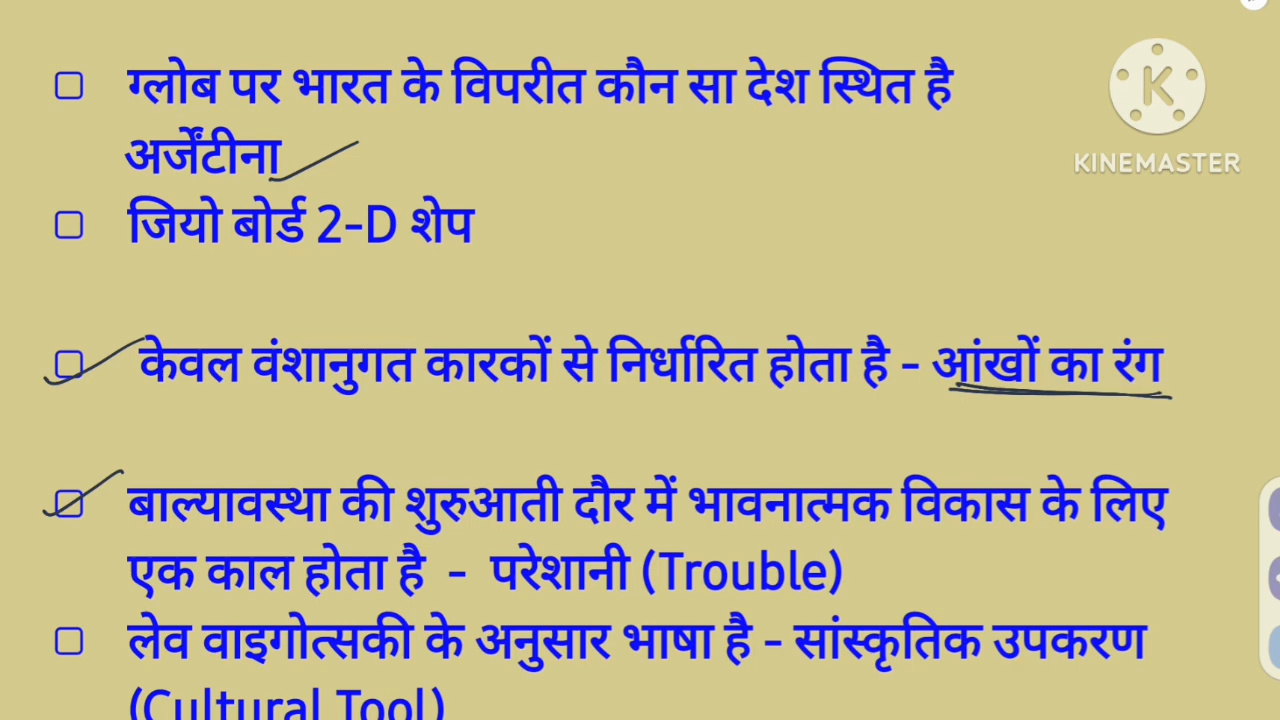 ग्लोब पर भारत के विपरीत कौन सा देश स्थित है
अर्जेंटीना
KINEMASTER
जियो बोर्ड 2-D शेप
केवल वंशानुगत कारकों से निर्धारित होता है - आंखों का रंग
बाल्यावस्था की शुरुआती दौर में भावनात्मक विकास के लिए
एक काल होता है - परेशानी (Trouble)
लेव वाइगोत्सकी के अनुसार भाषा है - सांस्कृतिक उपकरण
(Cultural Tool)